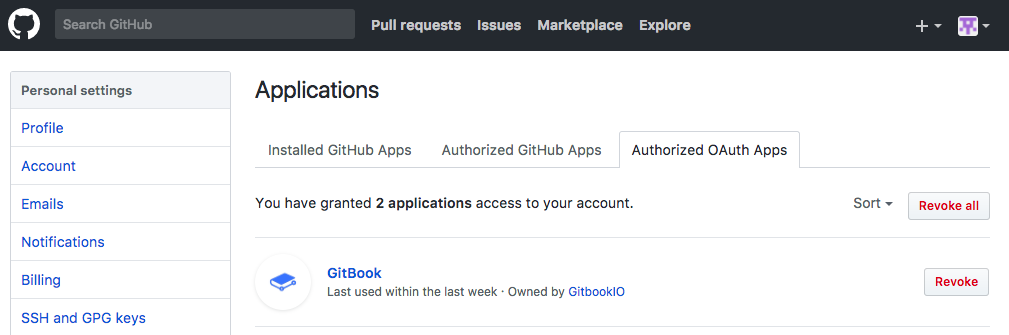 Search GitHub
Pull requests Issues Marketplace Explore
Personal settings
Profile
Account
Emails
Notifications
Billing
SSH and GPG keys
Applications
Installed GitHub Apps Authorized GitHub Apps Authorized OAuth Apps
You have granted 2 applications access to your account. Sort Revoke all
GitBook
Last used within the last week · Owned by GitbookIO
Revoke